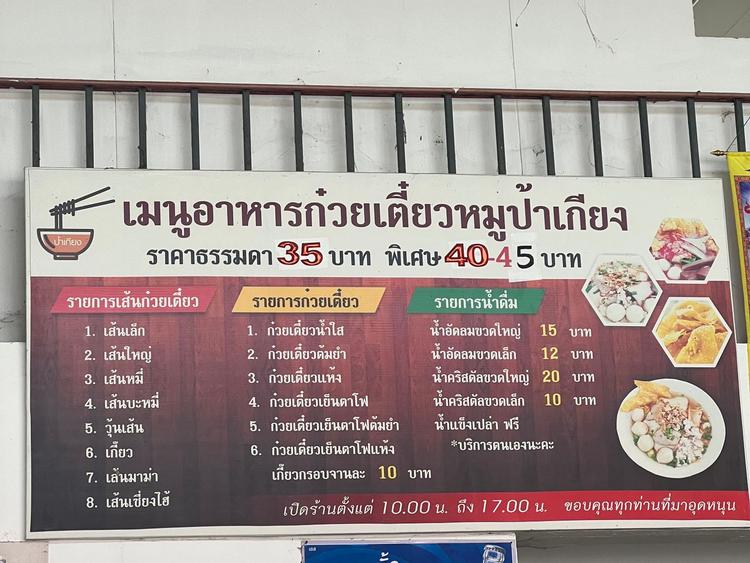 เมนูอาหารก๋วยเตี๋ยวหมูป้าเกียง
ป้าเกียง
ราคาธรรมดา 35 บาท พิเศษ 40-45 บาท
รายการเส้นก๋วยเตี๋ยว
1. เส้นเล็ก
2. เส้นใหญ่
3. เส้นหมี่
4. เส้นบะหมี่
5. วุ้นเส้น
6. เกี๊ยว
7. เส้นมาม่า
8. เส้นเซี่ยงไฮ้
รายการก๋วยเตี๋ยว
1. ก๋วยเตี๋ยวน้ำใส
2. ก๋วยเตี๋ยวต้มยำ
3. ก๋วยเตี๋ยวแห้ง
4. ก๋วยเตี๋ยวเย็นตาโฟ
5. ก๋วยเตี๋ยวเย็นตาโฟต้มยำ
6. ก๋วยเตี๋ยวเย็นตาโฟแห้ง
เกี๊ยวกรอบจานละ 10 บาท
รายการน้ำดื่ม
น้ำอัดลมขวดใหญ่ 15 บาท
น้ำอัดลมขวดเล็ก 12 บาท
น้ำคริสตัลขวดใหญ่ 20 บาท
น้ำคริสตัลขวดเล็ก 10 บาท
น้ำแข็งเปล่า ฟรี
*บริการตนเองนะคะ
เปิดร้านตั้งแต่ 10.00 น. ถึง 17.00 น. ขอบคุณทุกท่านที่มาอุดหนุน